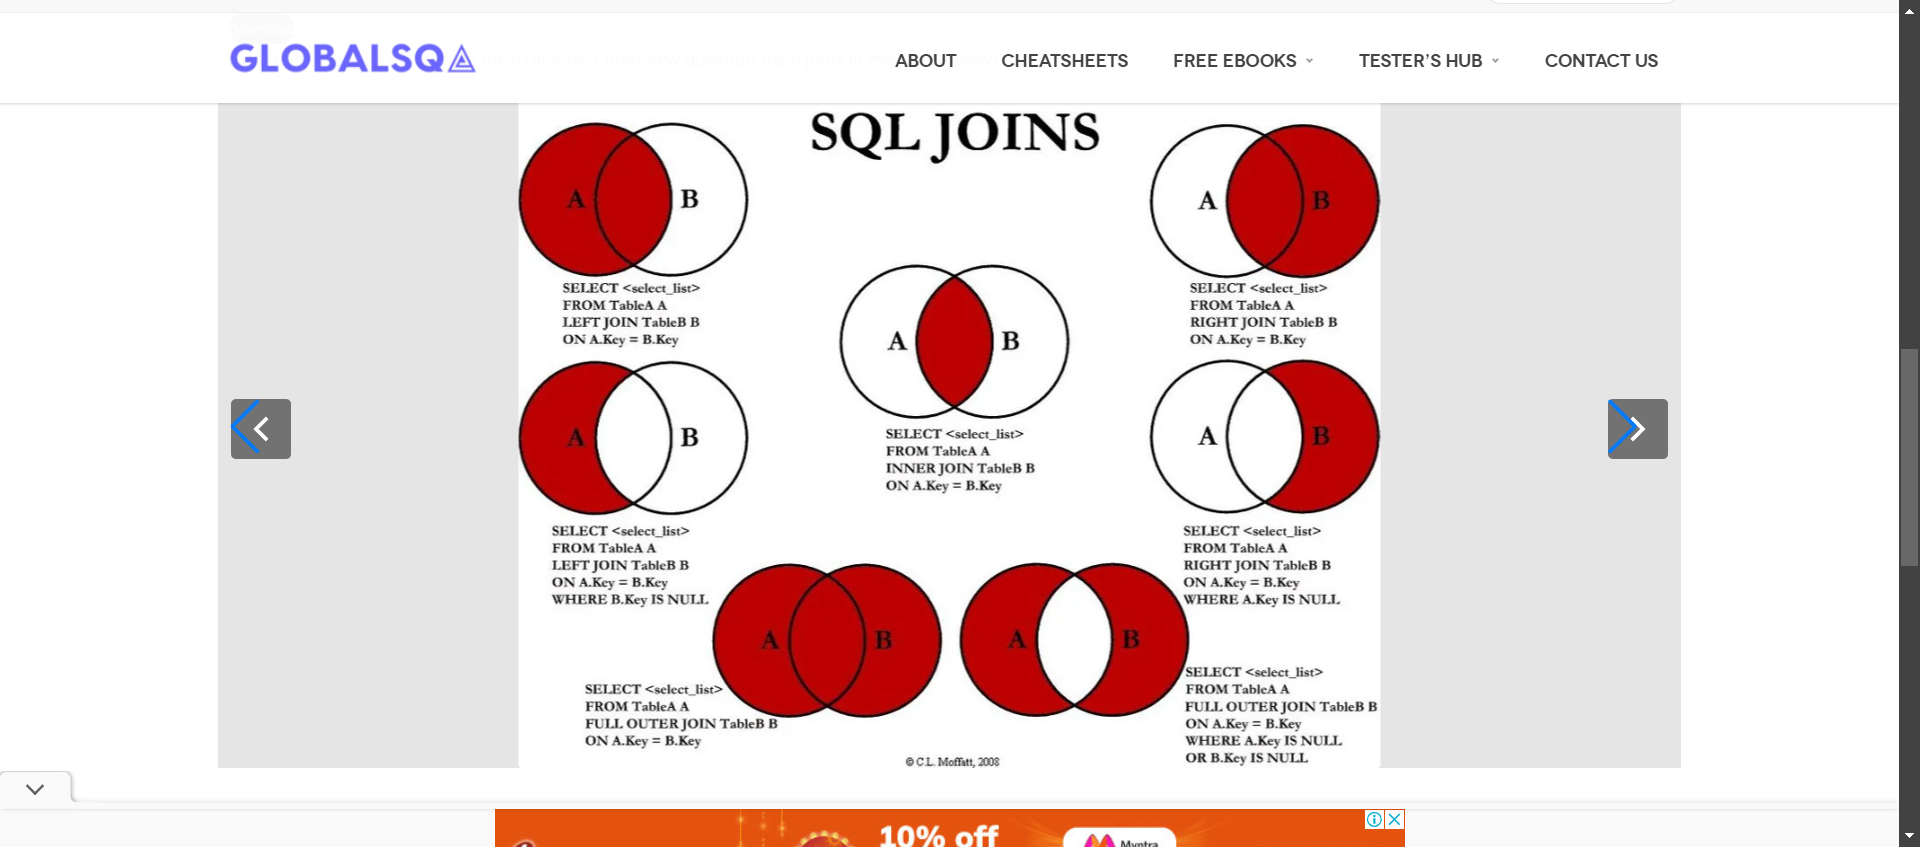 GLOBALSQA
ABOUT
CHEATSHEETS
FREE EBOOKS
TESTER’S HUB
CONTACT US
SQL JOINS
A B
SELECT <select_list>
FROM TableA A
LEFT JOIN TableB B
ON A.Key = B.Key
A B
SELECT <select_list>
FROM TableA A
RIGHT JOIN TableB B
ON A.Key = B.Key
A B
SELECT <select_list>
FROM TableA A
INNER JOIN TableB B
ON A.Key = B.Key
A B
SELECT <select_list>
FROM TableA A
LEFT JOIN TableB B
ON A.Key = B.Key
WHERE B.Key IS NULL
A B
SELECT <select_list>
FROM TableA A
RIGHT JOIN TableB B
ON A.Key = B.Key
WHERE A.Key IS NULL
A B
SELECT <select_list>
FROM TableA A
FULL OUTER JOIN TableB B
ON A.Key = B.Key
A B
SELECT <select_list>
FROM TableA A
FULL OUTER JOIN TableB B
ON A.Key = B.Key
WHERE A.Key IS NULL
OR B.Key IS NULL
© C.L. Moffatt, 2008
10% off
Myntra